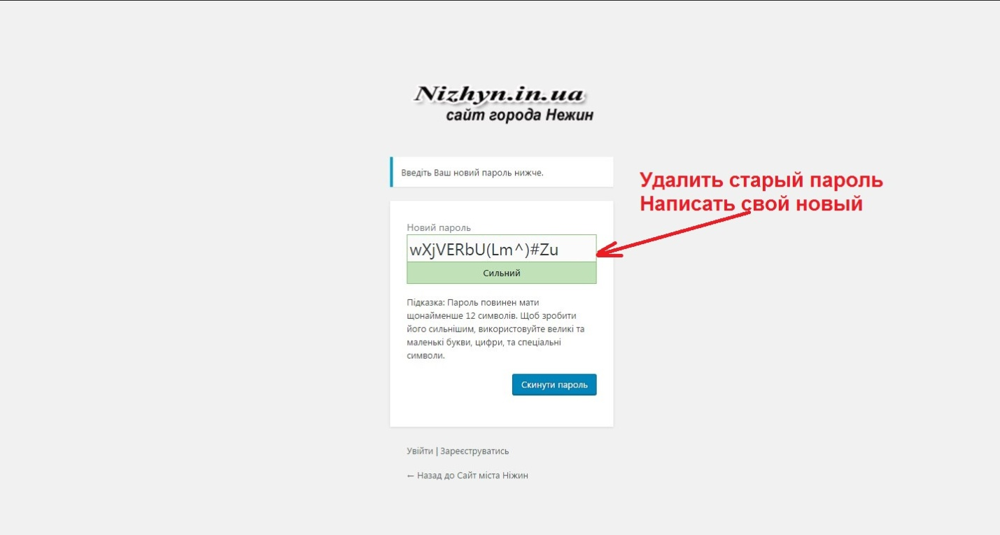 Nizhyn.in.ua
сайт города Нежин
Введіть Ваш новий пароль нижче.
Удалить старый пароль
Написать свой новый
Новий пароль
wXjVERbU(Lm^)#Zu
Сильний
Підказка: Пароль повинен мати
щонайменше 12 символів. Щоб зробити
його сильнішим, використовуйте великі та
маленькі букви, цифри, та спеціальні
символи.
Скинути пароль
Увійти | Зареєструватись
← Назад до Сайт міста Ніжин